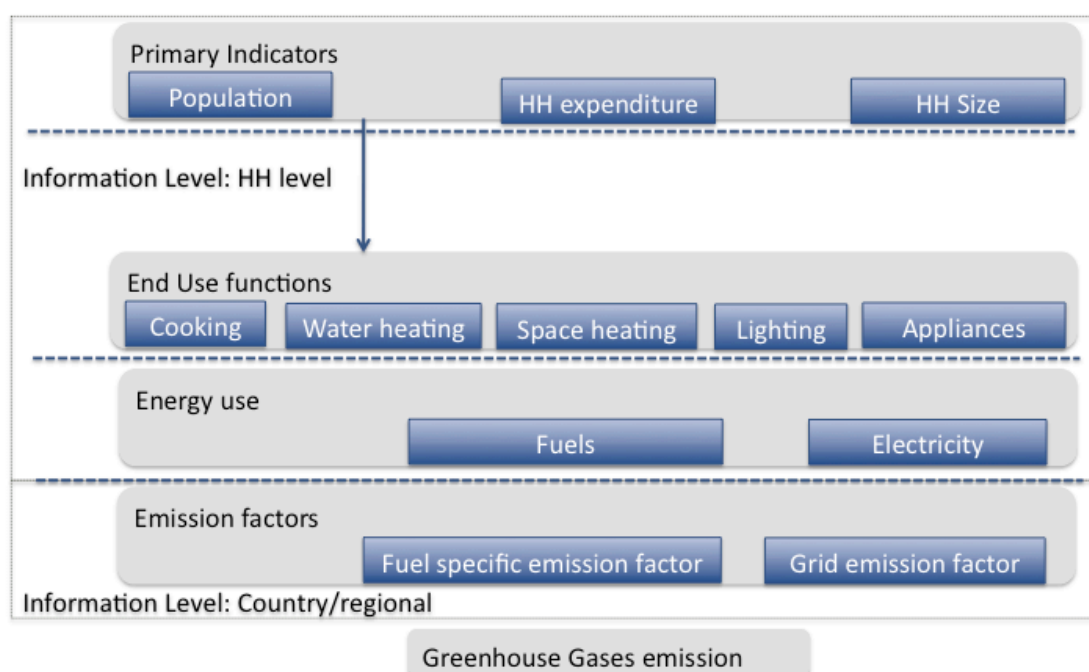 Primary Indicators
Population
HH expenditure
HH Size
Information Level: HH level
End Use functions
Cooking
Water heating
Space heating
Lighting
Appliances
Energy use
Fuels
Electricity
Emission factors
Fuel specific emission factor
Grid emission factor
Information Level: Country/regional
Greenhouse Gases emission